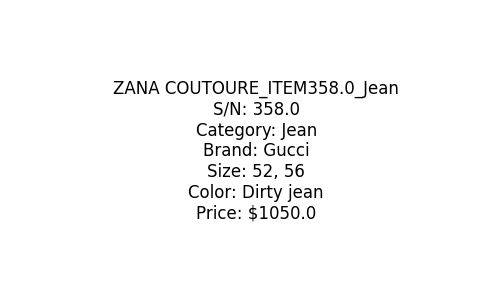 ZANA COUTOURE_ITEM358.0_Jean
S/N: 358.0
Category: Jean
Brand: Gucci
Size: 52, 56
Color: Dirty jean
Price: $1050.0